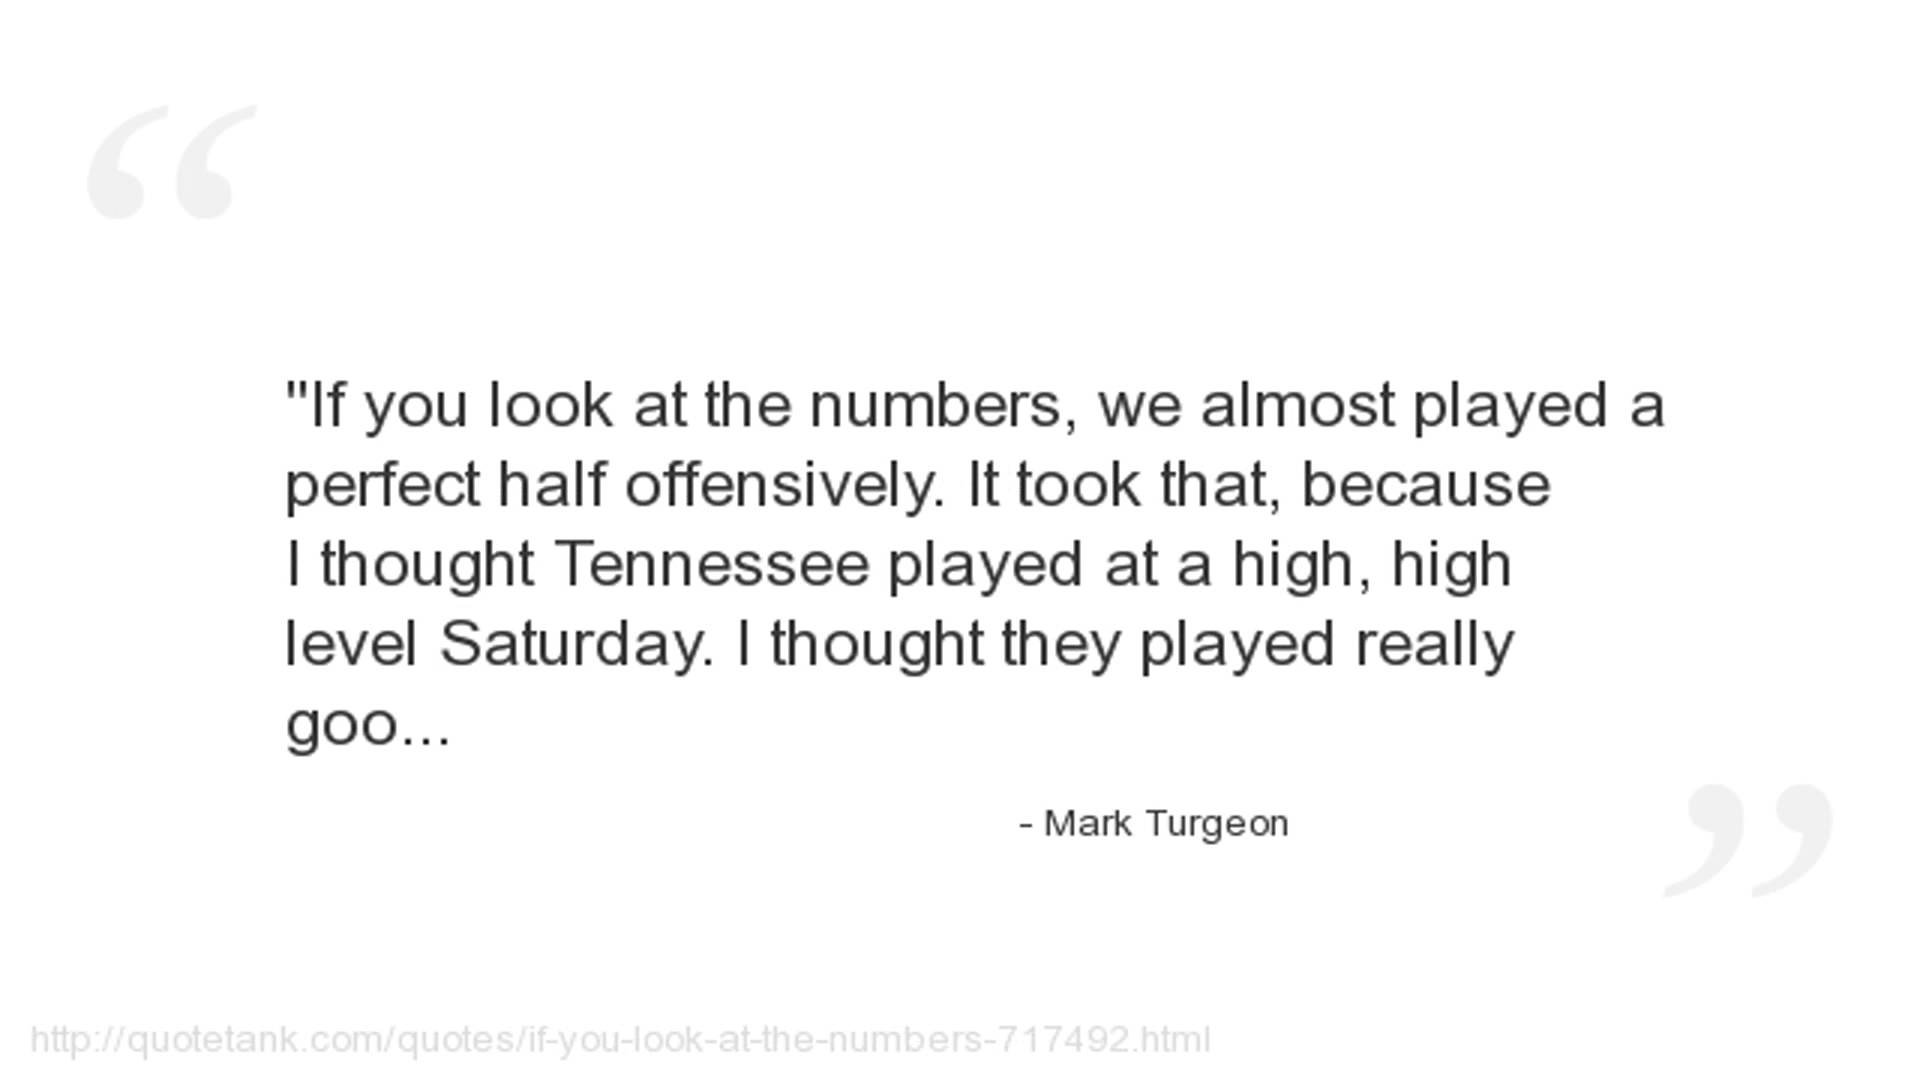 “
"If you look at the numbers, we almost played a
perfect half offensively. It took that, because
I thought Tennessee played at a high, high
level Saturday. I thought they played really
goo...
- Mark Turgeon
”
http://quotetank.com/quotes/if-you-look-at-the-numbers-717492.html